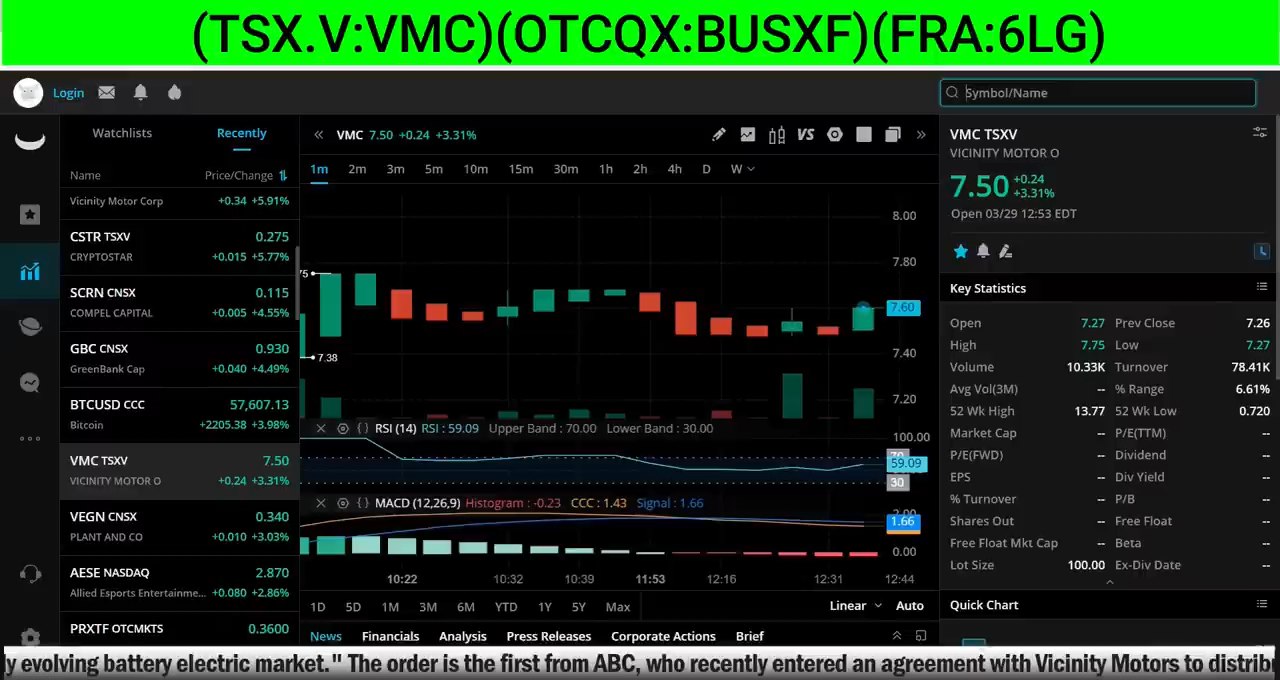 (TSX.V:VMC)(OTCQX:BUSXF)(FRA:6LG)
Login
Symbol/Name
Watchlists Recently
Name Price/Change
Vicinity Motor Corp +0.34 +5.91%
CSTR TSXV 0.275
CRYPTOSTAR +0.015 +5.77%
SCRN CNSX 0.115
COMPEL CAPITAL +0.005 +4.55%
GBC CNSX 0.930
GreenBank Cap +0.040 +4.49%
BTCUSD CCC 57,607.13
Bitcoin +2205.38 +3.98%
VMC TSXV 7.50
VICINITY MOTOR O +0.24 +3.31%
VEGN CNSX 0.340
PLANT AND CO +0.010 +3.03%
AESE NASDAQ 2.870
Allied Esports Entertainme... +0.080 +2.86%
PRXTF OTCMKTS 0.3600
VMC 7.50 +0.24 +3.31%
VS
1m 2m 3m 5m 10m 15m 30m 1h 2h 4h D W
8.00
7.80
7.60
7.40
7.20
75
7.38
RSI (14) RSI : 59.09 Upper Band : 70.00 Lower Band : 30.00
100.00
70
59.09
30
MACD (12,26,9) Histogram : -0.23 CCC : 1.43 Signal : 1.66
2.00
1.66
0.00
10:22 10:32 10:39 11:53 12:16 12:31 12:44
1D 5D 1M 3M 6M YTD 1Y 5Y Max Linear Auto
News Financials Analysis Press Releases Corporate Actions Brief
VMC TSXV
VICINITY MOTOR O
7.50 +0.24
+3.31%
Open 03/29 12:53 EDT
Key Statistics
Open 7.27 Prev Close 7.26
High 7.75 Low 7.27
Volume 10.33K Turnover 78.41K
Avg Vol(3M) -- % Range 6.61%
52 Wk High 13.77 52 Wk Low 0.720
Market Cap -- P/E(TTM) --
P/E(FWD) -- Dividend --
EPS -- Div Yield --
% Turnover -- P/B --
Shares Out -- Free Float --
Free Float Mkt Cap -- Beta --
Lot Size 100.00 Ex-Div Date --
Quick Chart
ly evolving battery electric market." The order is the first from ABC, who recently entered an agreement with Vicinity Motors to distribu